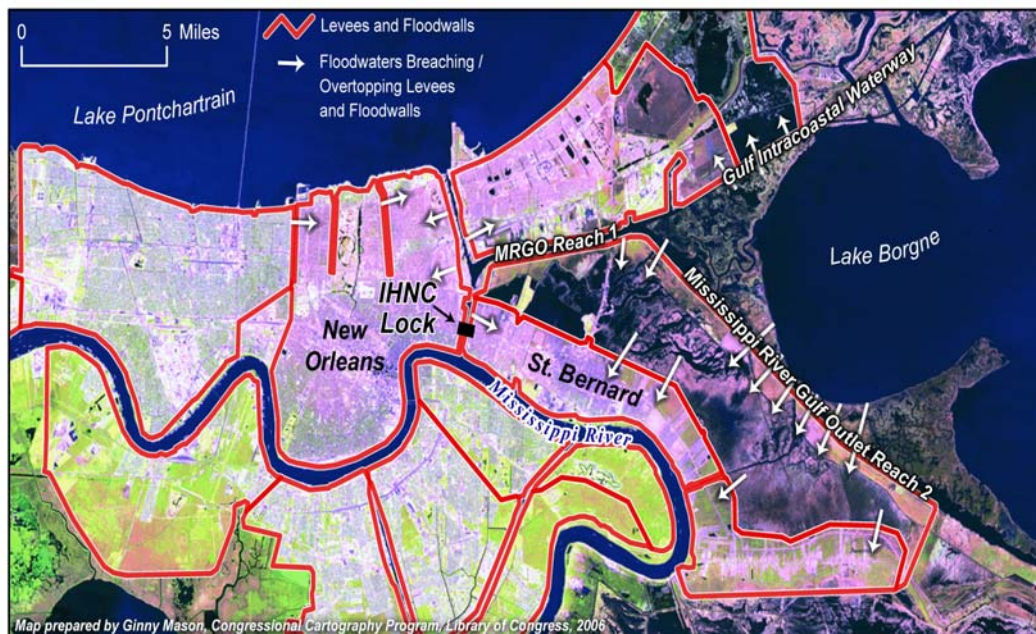 0 5 Miles
Levees and Floodwalls
Floodwaters Breaching /
Overtopping Levees
and Floodwalls
Lake Pontchartrain
Gulf Intracoastal Waterway
MRGO Reach 1
Lake Borgne
IHNC
Lock
New
Orleans
St. Bernard
Mississippi River Gulf Outlet Reach 2
Mississippi River
Map prepared by Ginny Mason, Congressional Cartography Program, Library of Congress, 2006